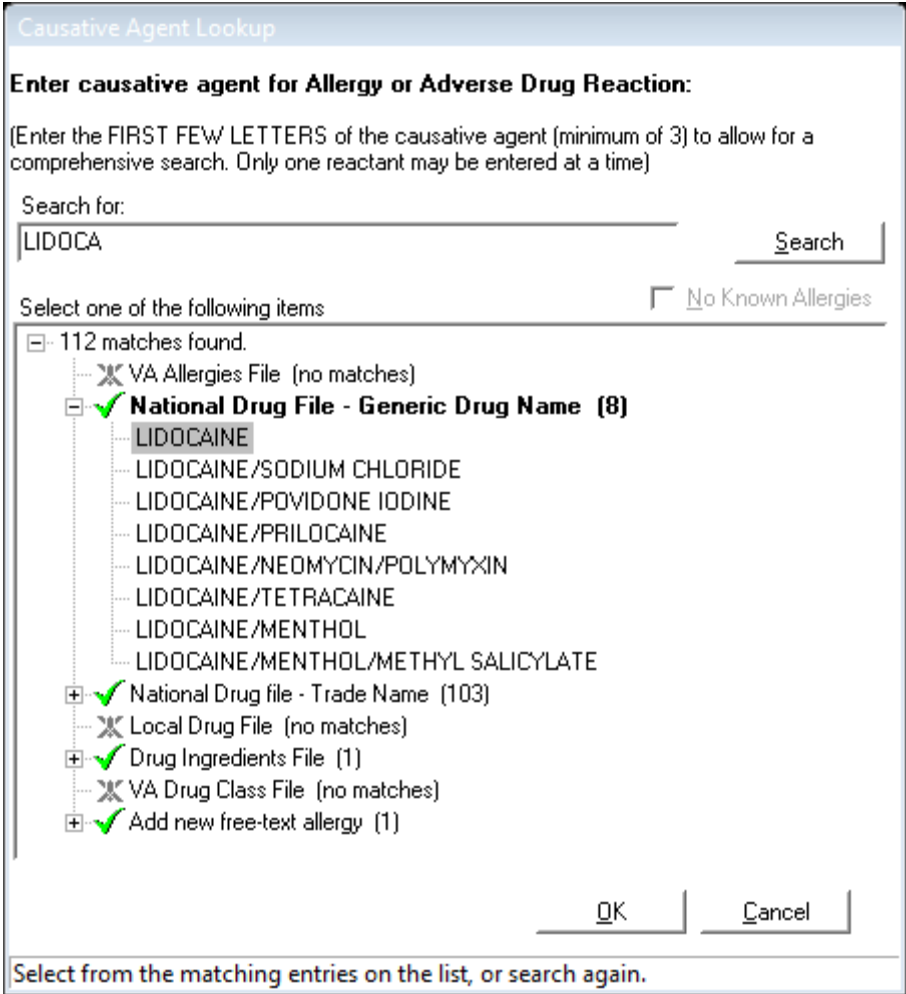 Causative Agent Lookup
Enter causative agent for Allergy or Adverse Drug Reaction:
(Enter the FIRST FEW LETTERS of the causative agent (minimum of 3) to allow for a
comprehensive search. Only one reactant may be entered at a time)
Search for:
LIDOCA
Search
Select one of the following items
No Known Allergies
112 matches found.
VA Allergies File (no matches)
National Drug File - Generic Drug Name (8)
LIDOCAINE
LIDOCAINE/SODIUM CHLORIDE
LIDOCAINE/POVIDONE IODINE
LIDOCAINE/PRILOCAINE
LIDOCAINE/NEOMYCIN/POLYMYXIN
LIDOCAINE/TETRACAINE
LIDOCAINE/MENTHOL
LIDOCAINE/MENTHOL/METHYL SALICYLATE
National Drug file - Trade Name (103)
Local Drug File (no matches)
Drug Ingredients File (1)
VA Drug Class File (no matches)
Add new free-text allergy (1)
OK
Cancel
Select from the matching entries on the list, or search again.